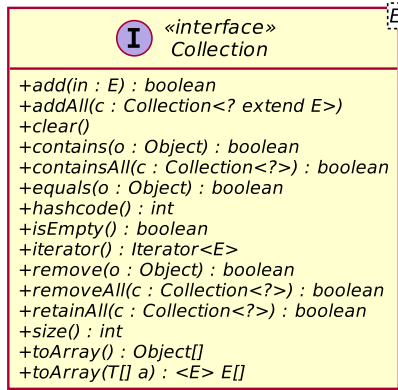 E
I
«interface»
Collection
+add(in : E) : boolean
+addAll(c : Collection<? extend E>)
+clear()
+contains(o : Object) : boolean
+containsAll(c : Collection<?>) : boolean
+equals(o : Object) : boolean
+hashcode() : int
+isEmpty() : boolean
+iterator() : Iterator<E>
+remove(o : Object) : boolean
+removeAll(c : Collection<?>) : boolean
+retainAll(c : Collection<?>) : boolean
+size() : int
+toArray() : Object[]
+toArray(T[] a) : <E> E[]